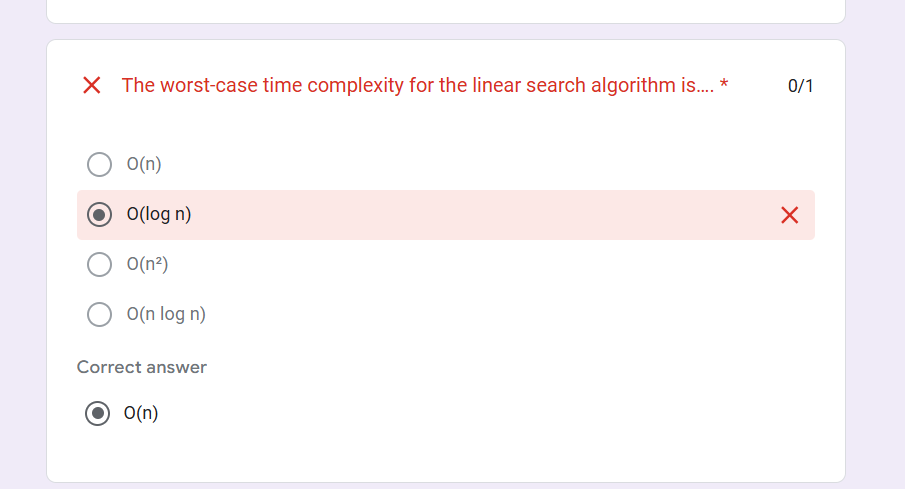 The worst-case time complexity for the linear search algorithm is.... * 0/1
O(n)
O(log n)
O(n²)
O(n log n)
Correct answer
O(n)